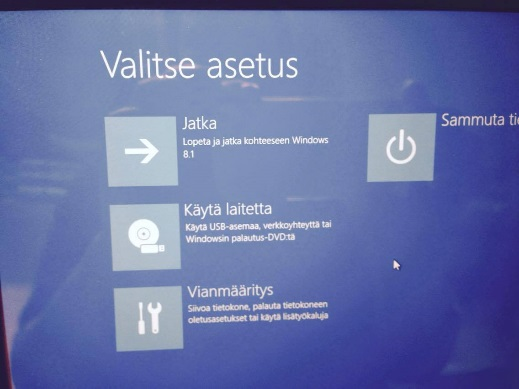 Valitse asetus
Jatka
Lopeta ja jatka kohteeseen Windows
8.1
Sammuta
Käytä laitetta
Käytä USB-asemaa, verkkoyhteyttä tai
Windowsin palautus-DVD:tä
Vianmääritys
Siivoa tietokone, palauta tietokoneen
oletusasetukset tai käytä lisätyökaluja